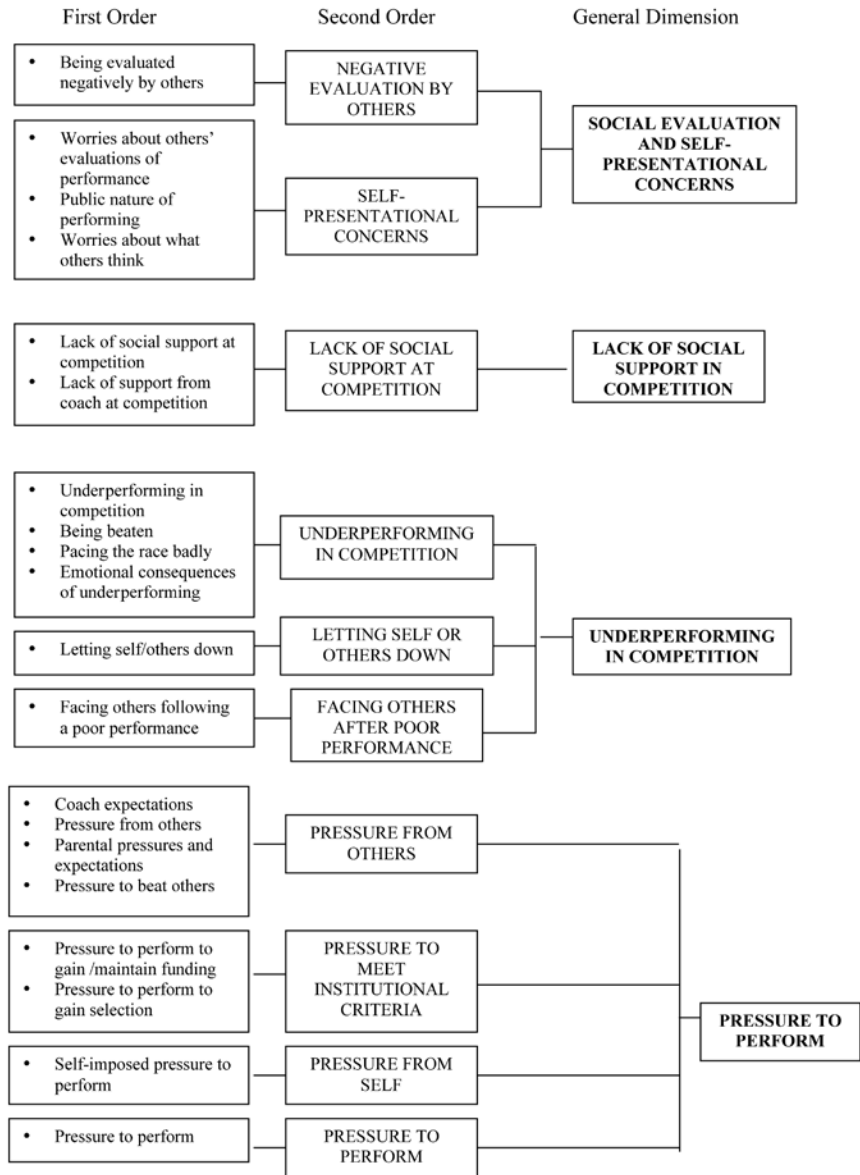 First Order
Second Order
General Dimension
• Being evaluated
negatively by others
NEGATIVE
EVALUATION BY
OTHERS
SOCIAL EVALUATION
AND SELF-
PRESENTATIONAL
CONCERNS
• Worries about others’
evaluations of
performance
• Public nature of
performing
• Worries about what
others think
SELF-
PRESENTATIONAL
CONCERNS
• Lack of social support at
competition
• Lack of support from
coach at competition
LACK OF SOCIAL
SUPPORT AT
COMPETITION
LACK OF SOCIAL
SUPPORT IN
COMPETITION
• Underperforming in
competition
• Being beaten
• Pacing the race badly
• Emotional consequences
of underperforming
UNDERPERFORMING
IN COMPETITION
• Letting self/others down
LETTING SELF OR
OTHERS DOWN
UNDERPERFORMING
IN COMPETITION
• Facing others following
a poor performance
FACING OTHERS
AFTER POOR
PERFORMANCE
• Coach expectations
• Pressure from others
• Parental pressures and
expectations
• Pressure to beat others
PRESSURE FROM
OTHERS
• Pressure to perform to
gain /maintain funding
• Pressure to perform to
gain selection
PRESSURE TO
MEET
INSTITUTIONAL
CRITERIA
PRESSURE TO
PERFORM
• Self-imposed pressure to
perform
PRESSURE FROM
SELF
• Pressure to perform
PRESSURE TO
PERFORM